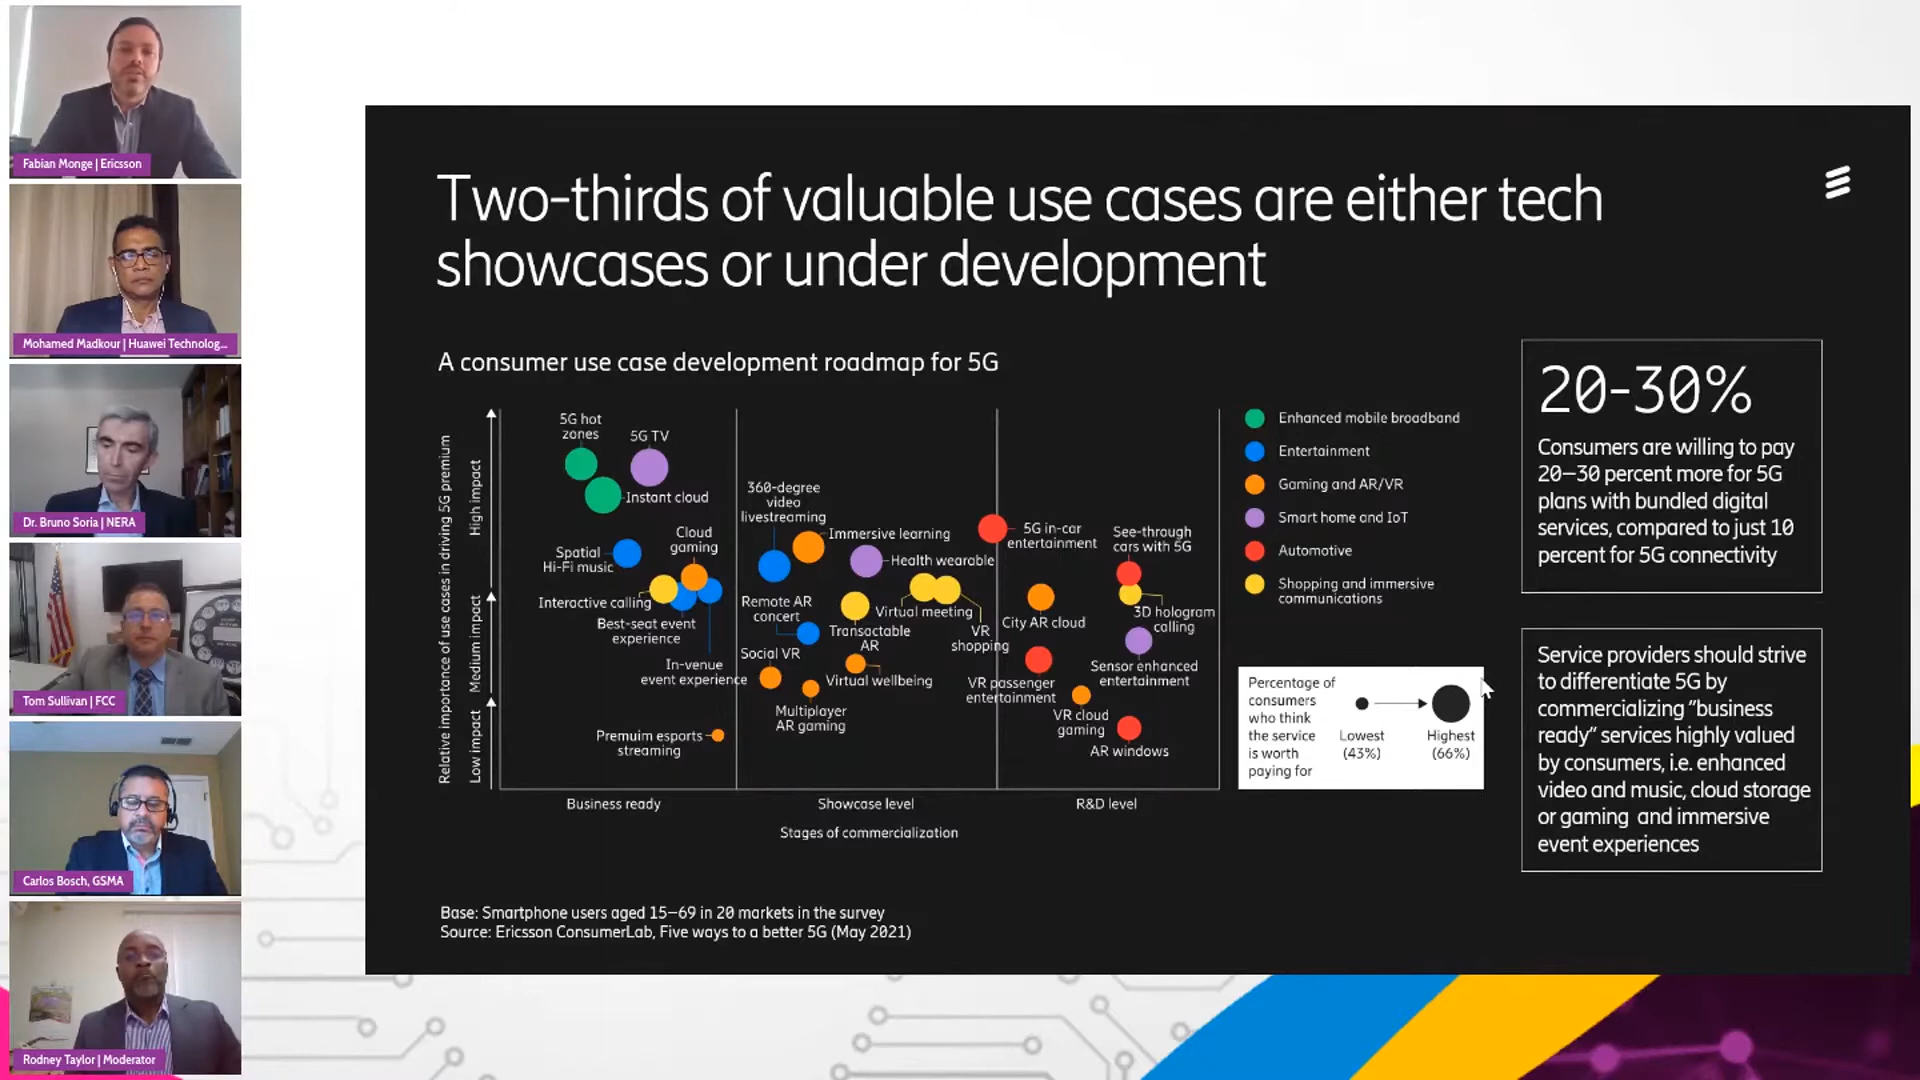 Fabian Monge | Ericsson
Mohamed Madkour | Huawei Technolog...
Dr. Bruno Soria | NERA
Tom Sullivan | FCC
Carlos Bosch, GSMA
Rodney Taylor | Moderator
Two-thirds of valuable use cases are either tech
showcases or under development
A consumer use case development roadmap for 5G
Relative importance of use cases in driving 5G premium
High impact
Medium impact
Low impact
5G hot
zones
5G TV
Instant cloud
Cloud
gaming
Spatial
Hi-Fi music
Interactive calling
Best-seat event
experience
In-venue
event experience
Premuim esports
streaming
360-degree
video
livestreaming
Immersive learning
Health wearable
Remote AR
concert
Transactable
AR
Virtual meeting
VR
shopping
Social VR
Virtual wellbeing
Multiplayer
AR gaming
5G in-car
entertainment
See-through
cars with 5G
City AR cloud
3D hologram
calling
Sensor enhanced
entertainment
VR passenger
entertainment
VR cloud
gaming
AR windows
Business ready
Showcase level
R&D level
Stages of commercialization
Enhanced mobile broadband
Entertainment
Gaming and AR/VR
Smart home and IoT
Automotive
Shopping and immersive
communications
Percentage of
consumers
who think
the service
is worth
paying for
Lowest
(43%)
Highest
(66%)
20-30%
Consumers are willing to pay
20–30 percent more for 5G
plans with bundled digital
services, compared to just 10
percent for 5G connectivity
Service providers should strive
to differentiate 5G by
commercializing "business
ready" services highly valued
by consumers, i.e. enhanced
video and music, cloud storage
or gaming and immersive
event experiences
Base: Smartphone users aged 15–69 in 20 markets in the survey
Source: Ericsson ConsumerLab, Five ways to a better 5G (May 2021)